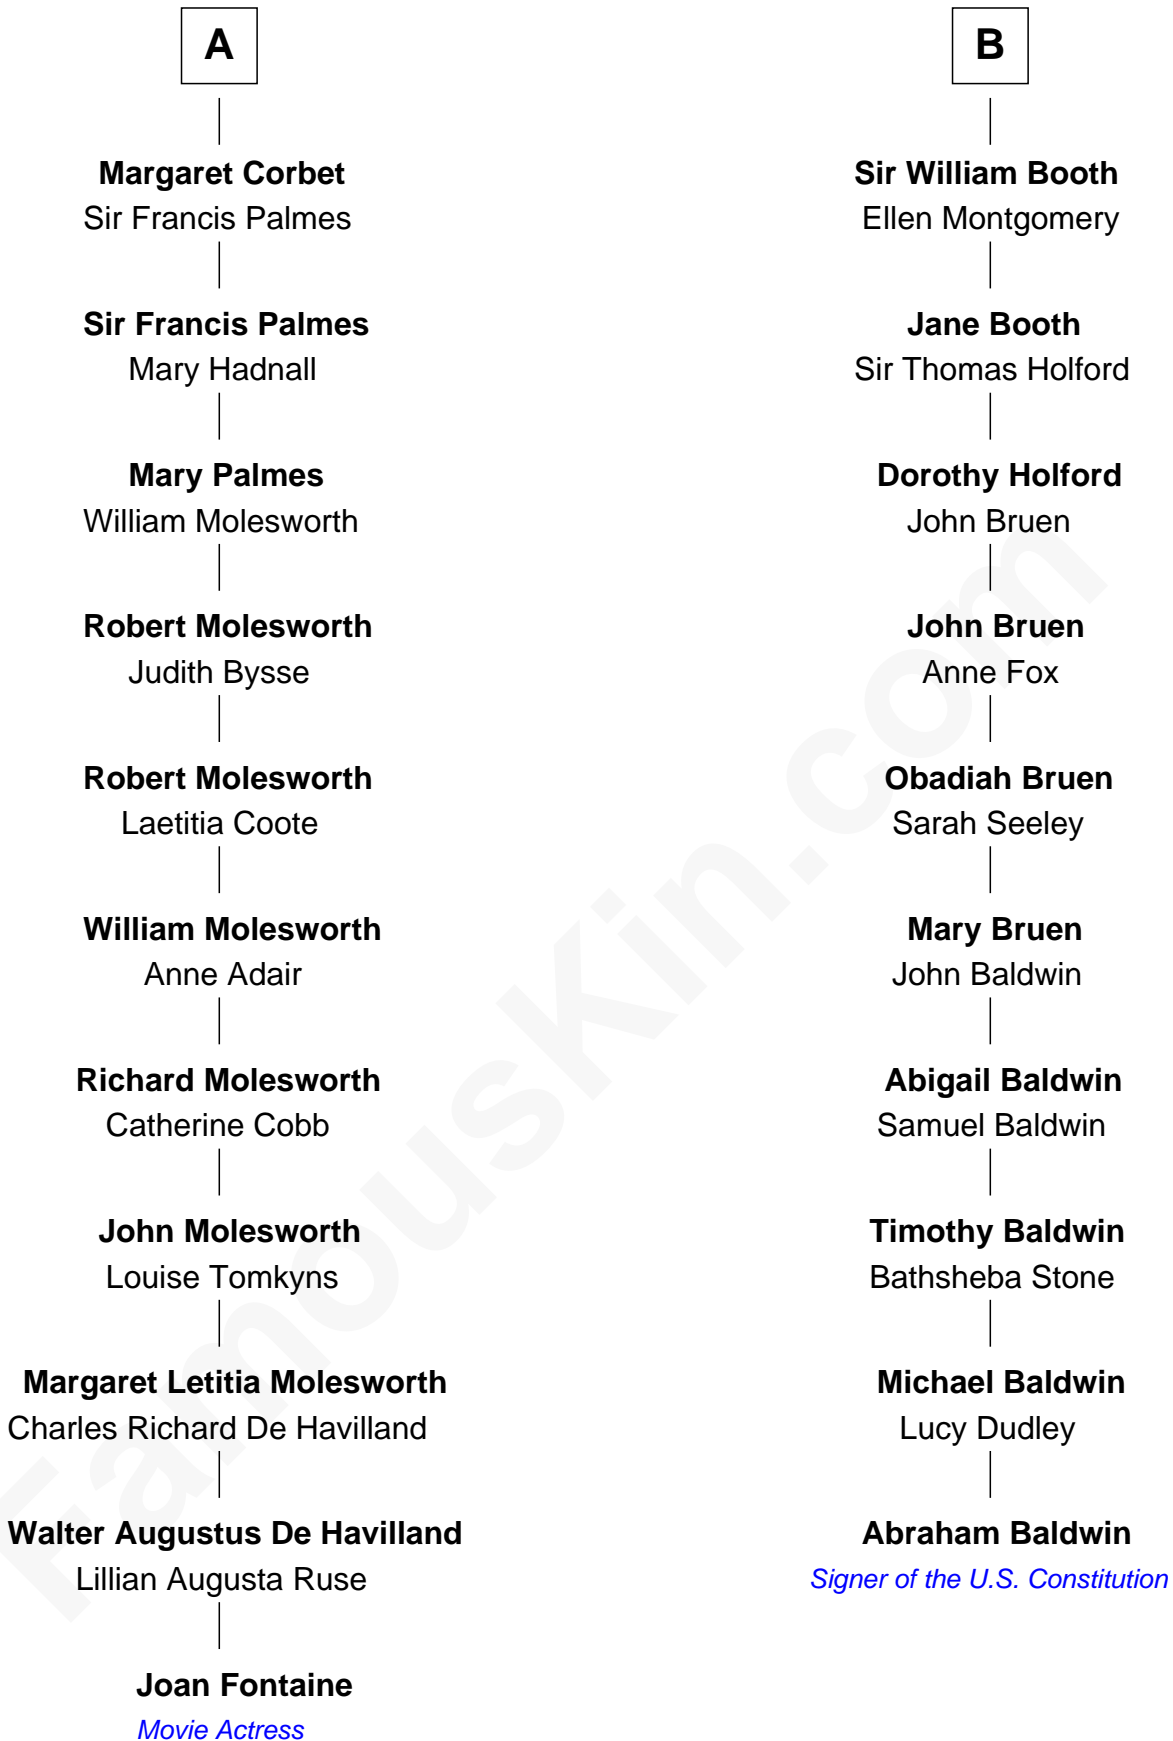 A
Margaret Corbet
Sir Francis Palmes
Sir Francis Palmes
Mary Hadnall
Mary Palmes
William Molesworth
Robert Molesworth
Judith Bysse
Robert Molesworth
Laetitia Coote
William Molesworth
Anne Adair
Richard Molesworth
Catherine Cobb
John Molesworth
Louise Tomkyns
Margaret Letitia Molesworth
Charles Richard De Havilland
Walter Augustus De Havilland
Lillian Augusta Ruse
Joan Fontaine
Movie Actress
B
Sir William Booth
Ellen Montgomery
Jane Booth
Sir Thomas Holford
Dorothy Holford
John Bruen
John Bruen
Anne Fox
Obadiah Bruen
Sarah Seeley
Mary Bruen
John Baldwin
Abigail Baldwin
Samuel Baldwin
Timothy Baldwin
Bathsheba Stone
Michael Baldwin
Lucy Dudley
Abraham Baldwin
Signer of the U.S. Constitution
FamousKin.com